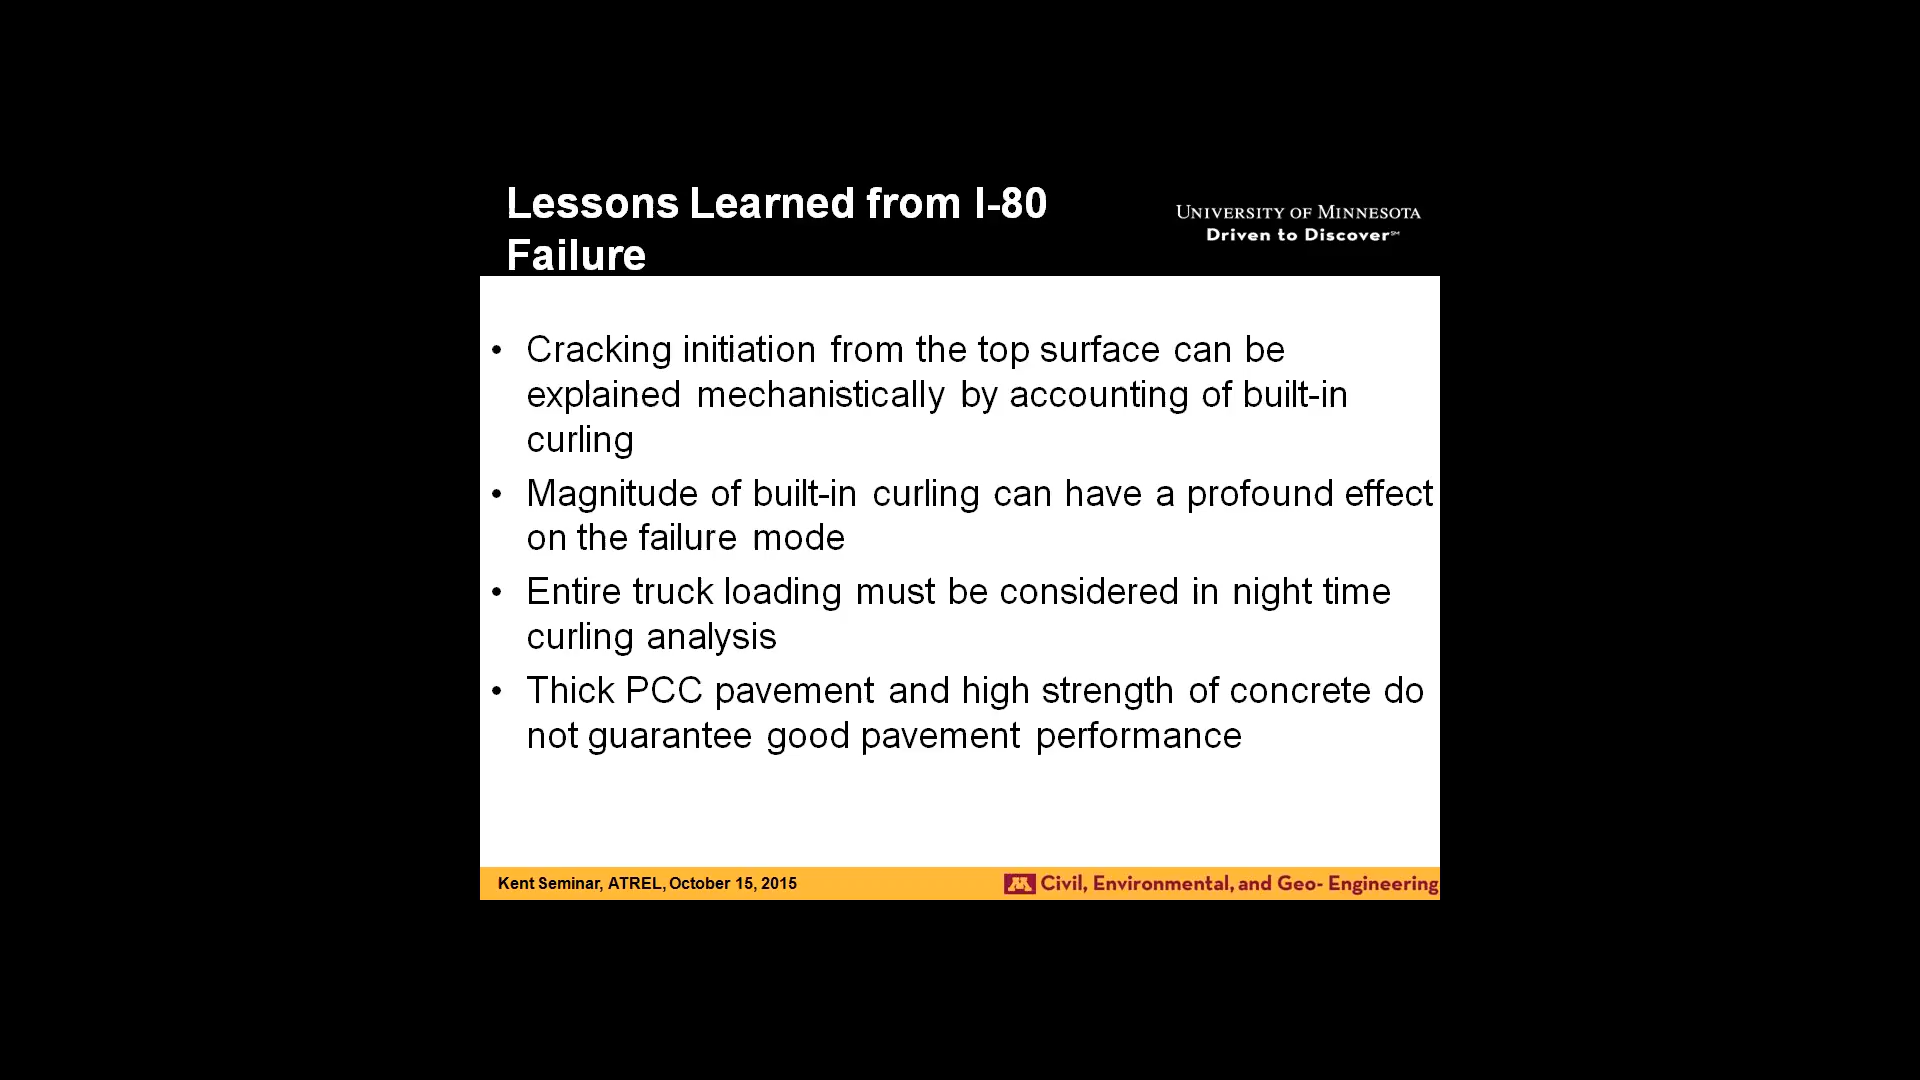 Lessons Learned from I-80
Failure
UNIVERSITY OF MINNESOTA
Driven to Discover℠
• Cracking initiation from the top surface can be
explained mechanistically by accounting of built-in
curling
• Magnitude of built-in curling can have a profound effect
on the failure mode
• Entire truck loading must be considered in night time
curling analysis
• Thick PCC pavement and high strength of concrete do
not guarantee good pavement performance
Kent Seminar, ATREL, October 15, 2015
M Civil, Environmental, and Geo- Engineering